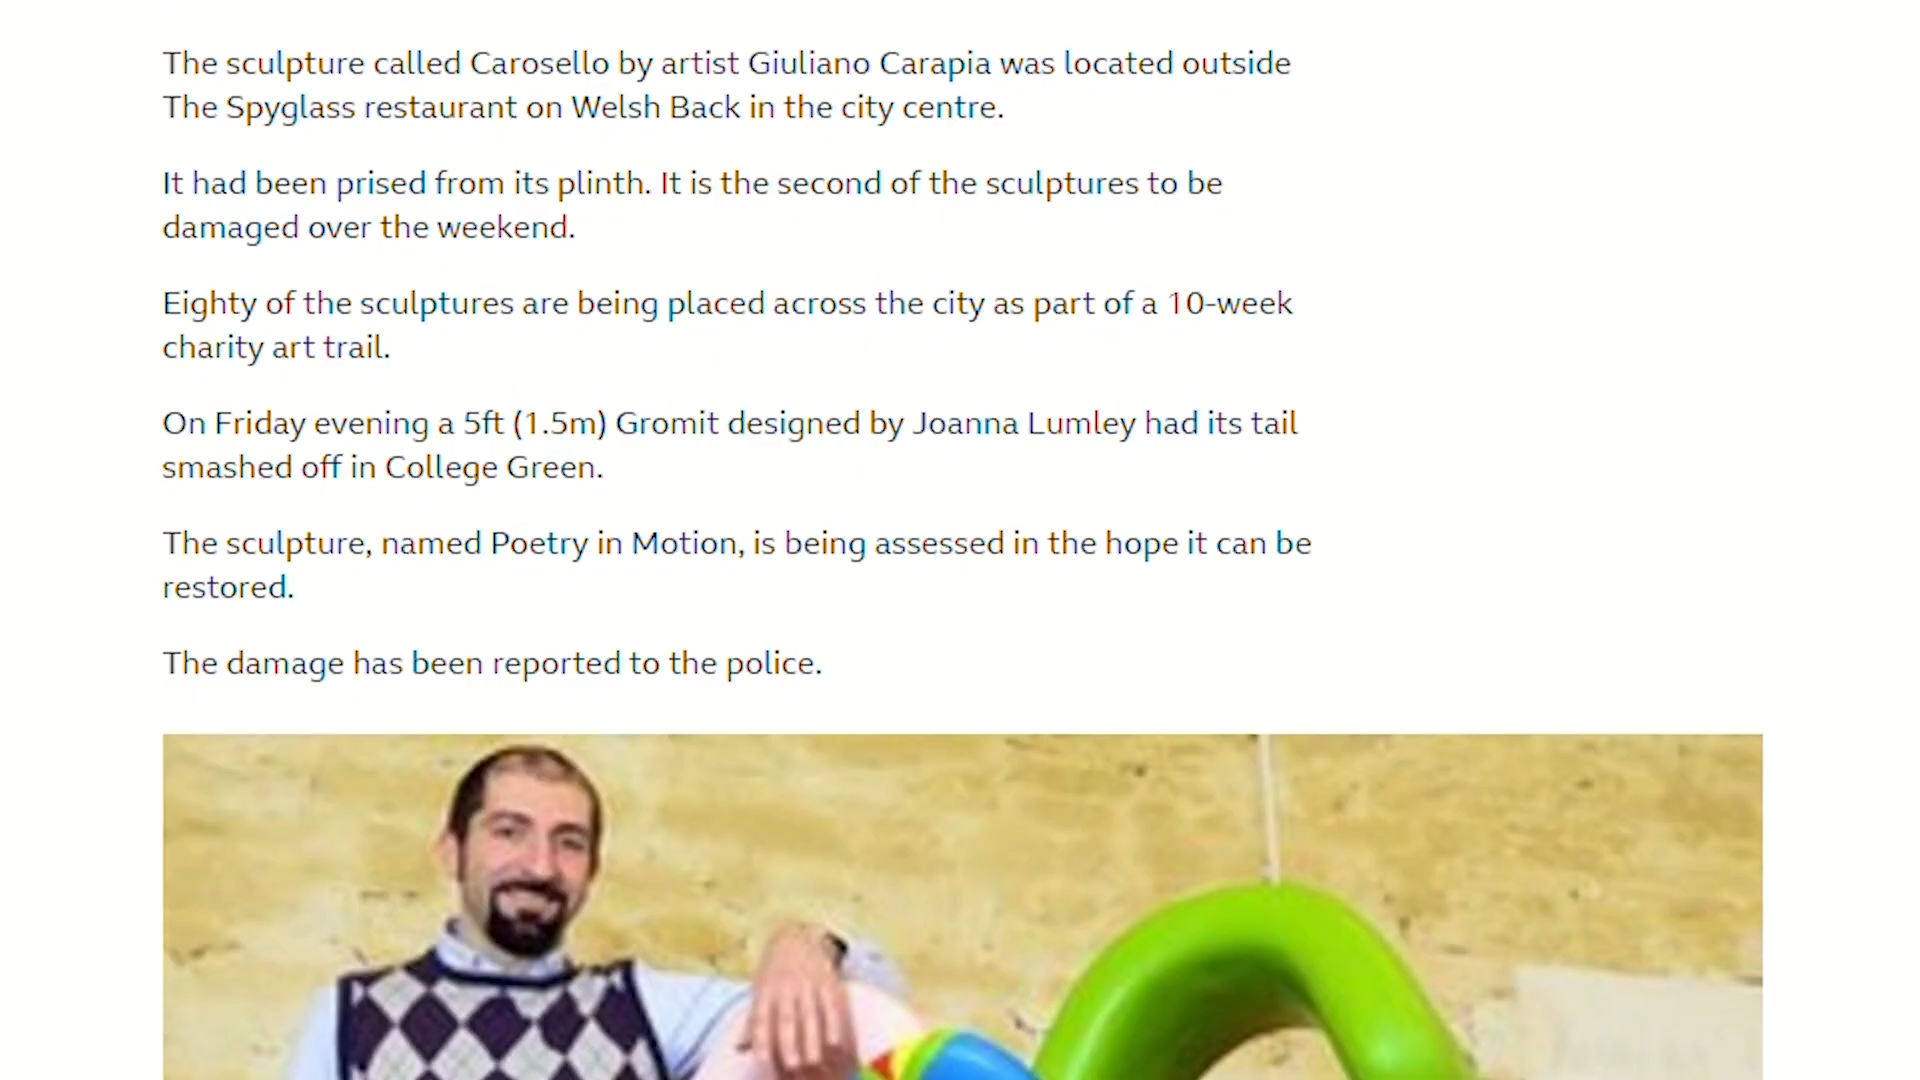 The sculpture called Carosello by artist Giuliano Carapia was located outside
The Spyglass restaurant on Welsh Back in the city centre.
It had been prised from its plinth. It is the second of the sculptures to be
damaged over the weekend.
Eighty of the sculptures are being placed across the city as part of a 10-week
charity art trail.
On Friday evening a 5ft (1.5m) Gromit designed by Joanna Lumley had its tail
smashed off in College Green.
The sculpture, named Poetry in Motion, is being assessed in the hope it can be
restored.
The damage has been reported to the police.